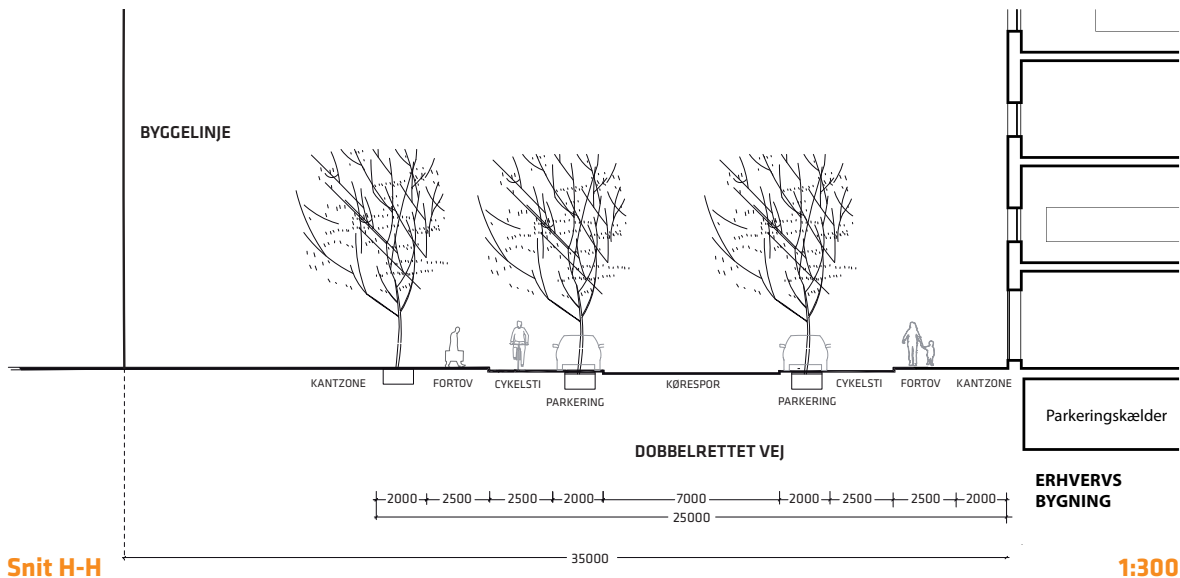 BYGGELINJE
KANTZONE FORTOV CYKELSTI KØRESPOR CYKELSTI FORTOV KANTZONE
PARKERING PARKERING
Parkeringskælder
DOBBELRETTET VEJ
ERHVERVS
BYGNING
2000 2500 2500 2000 7000 2000 2500 2500 2000
25000
35000
Snit H-H
1:300